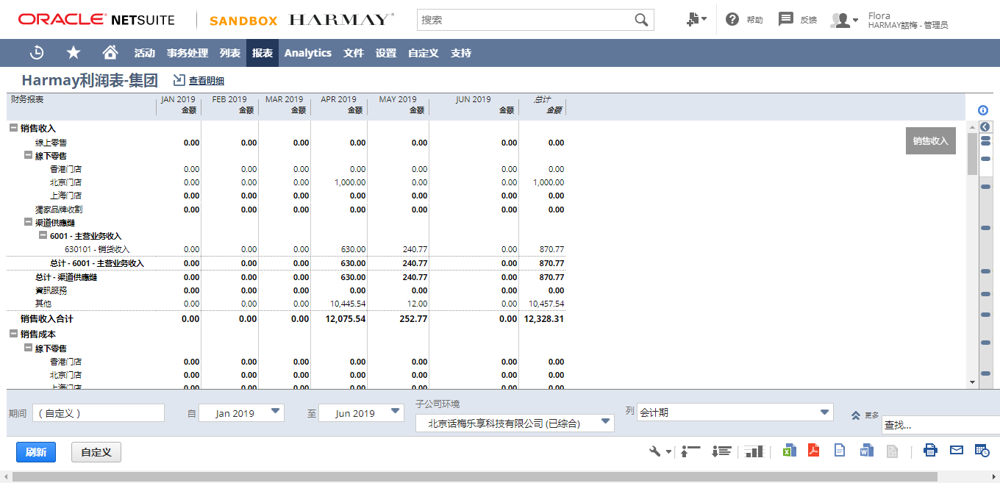 ORACLE® NETSUITE SANDBOX HARMAY° 搜索 帮助 反馈 Flora
HARMAY話梅 - 管理员
活动 事务处理 列表 报表 Analytics 文件 设置 自定义 支持
Harmay利润表-集团 查看明细
财务报表 JAN 2019 FEB 2019 MAR 2019 APR 2019 MAY 2019 JUN 2019 总计
金额 金额 金额 金额 金额 金额 金额
销售收入
線上零售 0.00 0.00 0.00 0.00 0.00 0.00 0.00
線下零售
香港门店 0.00 0.00 0.00 0.00 0.00 0.00 0.00
北京门店 0.00 0.00 0.00 1,000.00 0.00 0.00 1,000.00
上海门店 0.00 0.00 0.00 0.00 0.00 0.00 0.00
獨家品牌收割 0.00 0.00 0.00 0.00 0.00 0.00 0.00
渠道供應鏈
6001 - 主营业务收入
630101 - 销货收入 0.00 0.00 0.00 630.00 240.77 0.00 870.77
总计 - 6001 - 主营业务收入 0.00 0.00 0.00 630.00 240.77 0.00 870.77
总计 - 渠道供應鏈 0.00 0.00 0.00 630.00 240.77 0.00 870.77
資訊服務 0.00 0.00 0.00 0.00 0.00 0.00 0.00
其他 0.00 0.00 0.00 10,445.54 12.00 0.00 10,457.54
销售收入合计 0.00 0.00 0.00 12,075.54 252.77 0.00 12,328.31
销售成本
線下零售
香港门店 0.00 0.00 0.00 0.00 0.00 0.00 0.00
北京门店 0.00 0.00 0.00 0.00 0.00 0.00 0.00
上海门店 0.00 0.00 0.00 0.00 0.00 0.00 0.00
销售收入
期间 ( 自定义 ) 自 Jan 2019 至 Jun 2019 子公司环境 北京话梅乐享科技有限公司 (已综合) 列 会计期 更多 查找...
刷新 自定义